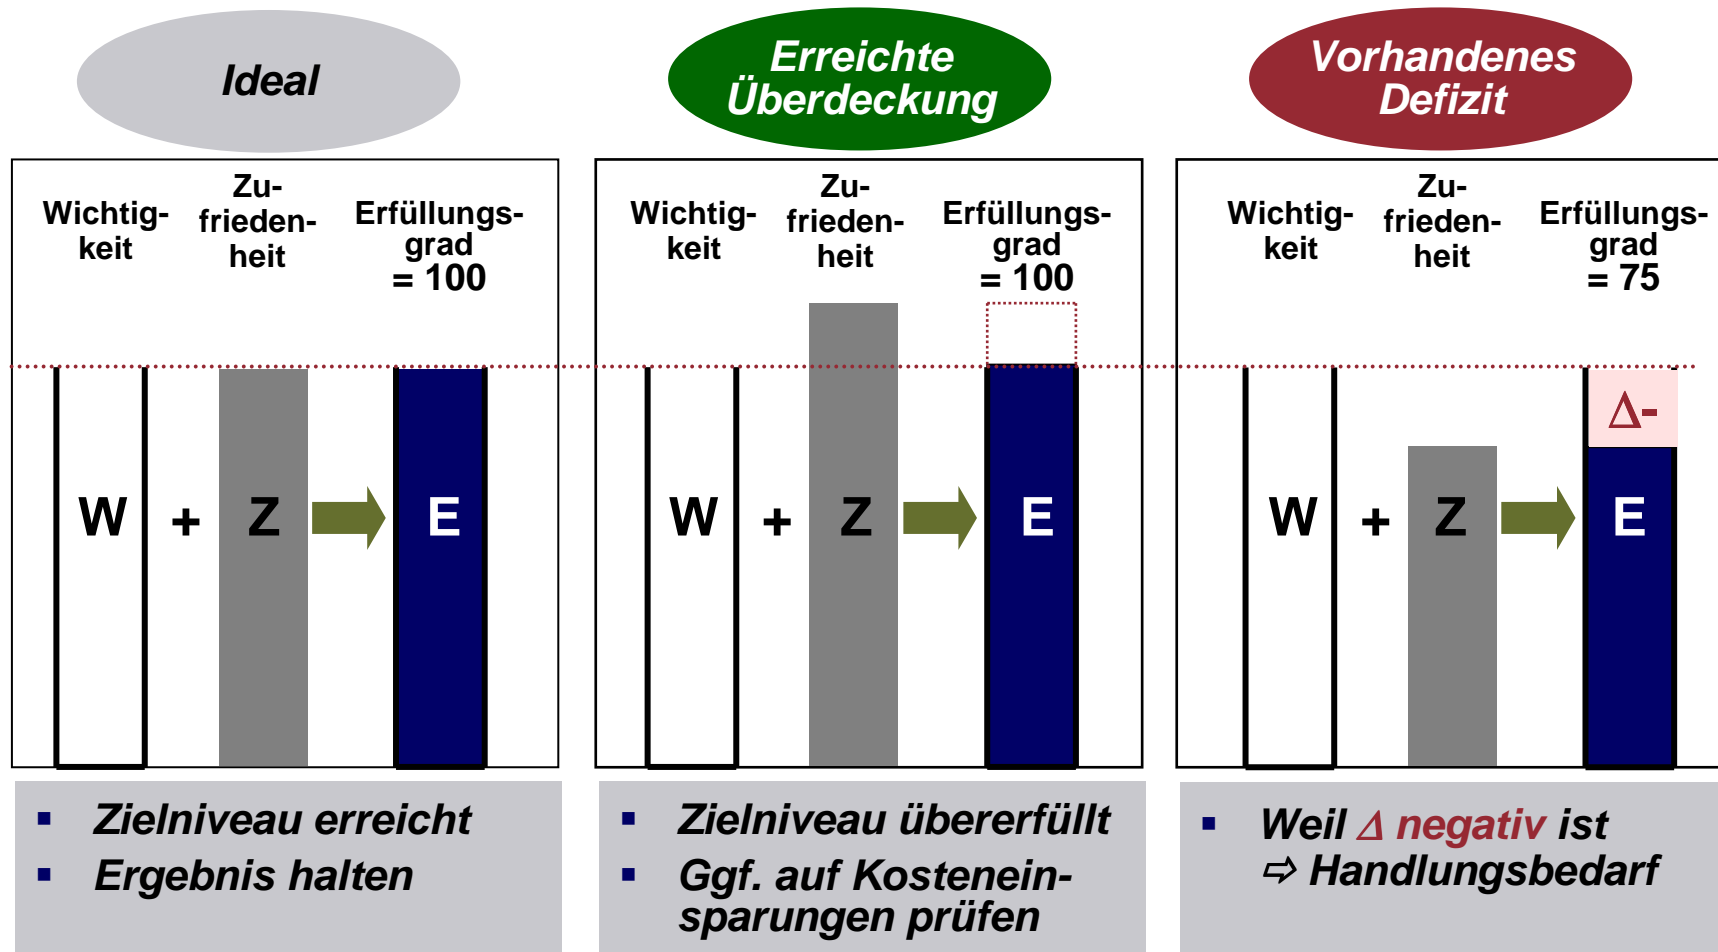 Ideal
Erreichte
Überdeckung
Vorhandenes
Defizit
Wichtig-
keit
Zu-
frieden-
heit
Erfüllungs-
grad
= 100
W
+
Z
E
Wichtig-
keit
Zu-
frieden-
heit
Erfüllungs-
grad
= 100
W
+
Z
E
Wichtig-
keit
Zu-
frieden-
heit
Erfüllungs-
grad
= 75
Δ-
W
+
Z
E
▪ Zielniveau erreicht
▪ Ergebnis halten
▪ Zielniveau übererfüllt
▪ Ggf. auf Kostenein-
sparungen prüfen
▪ Weil Δ negativ ist
⇨ Handlungsbedarf